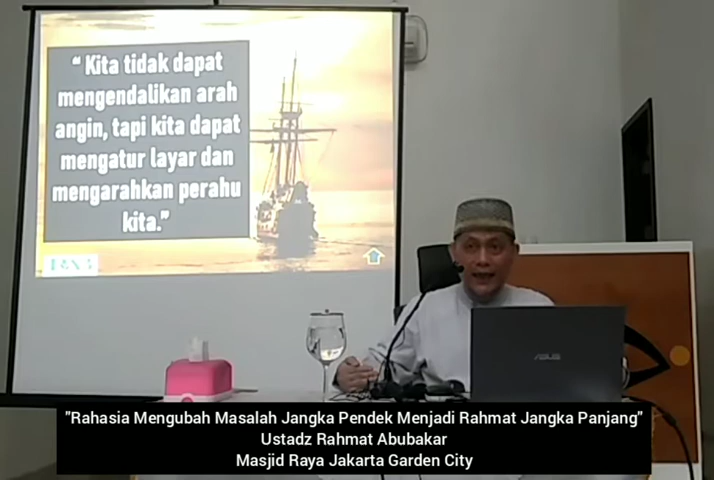 “ Kita tidak dapat
mengendalikan arah
angin, tapi kita dapat
mengatur layar dan
mengarahkan perahu
kita.”
ASUS
"Rahasia Mengubah Masalah Jangka Pendek Menjadi Rahmat Jangka Panjang"
Ustadz Rahmat Abubakar
Masjid Raya Jakarta Garden City